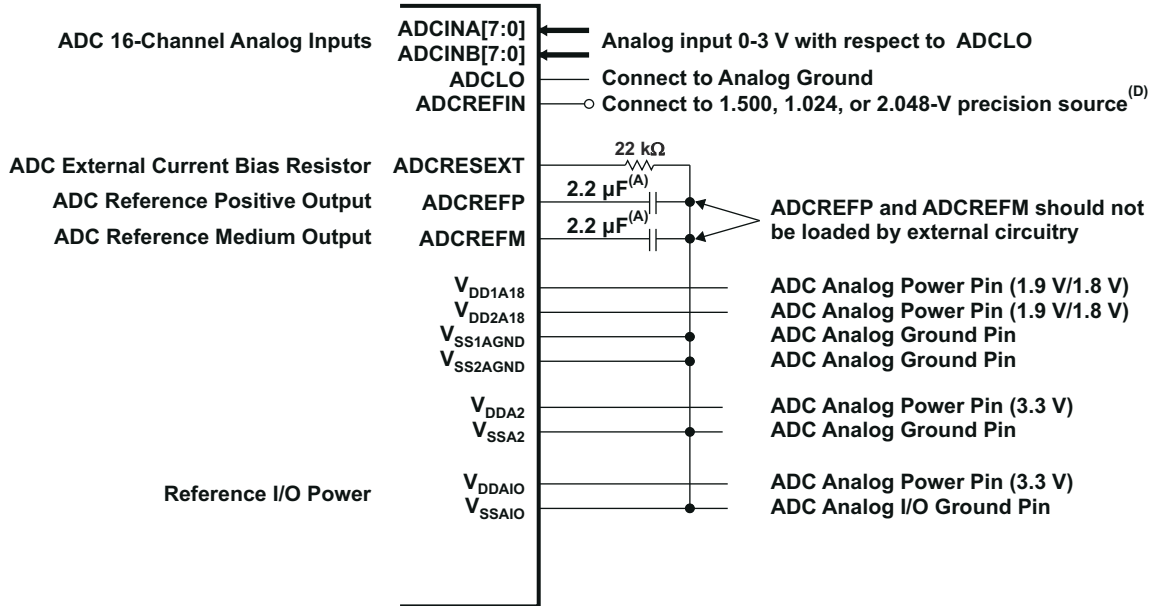 ADC 16-Channel Analog Inputs
ADCINA[7:0]
ADCINB[7:0]
Analog input 0-3 V with respect to ADCLO
ADCLO
Connect to Analog Ground
ADCREFIN
Connect to 1.500, 1.024, or 2.048-V precision source(D)
ADC External Current Bias Resistor
ADCRESEXT
22 kΩ
ADC Reference Positive Output
ADCREFP
2.2 µF(A)
ADC Reference Medium Output
ADCREFM
2.2 µF(A)
ADCREFP and ADCREFM should not
be loaded by external circuitry
VDD1A18
ADC Analog Power Pin (1.9 V/1.8 V)
VDD2A18
ADC Analog Power Pin (1.9 V/1.8 V)
VSS1AGND
ADC Analog Ground Pin
VSS2AGND
ADC Analog Ground Pin
VDDA2
ADC Analog Power Pin (3.3 V)
VSSA2
ADC Analog Ground Pin
Reference I/O Power
VDDAIO
ADC Analog Power Pin (3.3 V)
VSSAIO
ADC Analog I/O Ground Pin